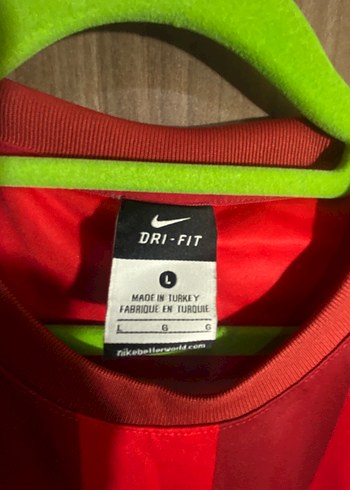 DRI-FIT
L
MADE IN TURKEY
FABRIQUE EN TURQUIE
L G G
nikebetterworld.com